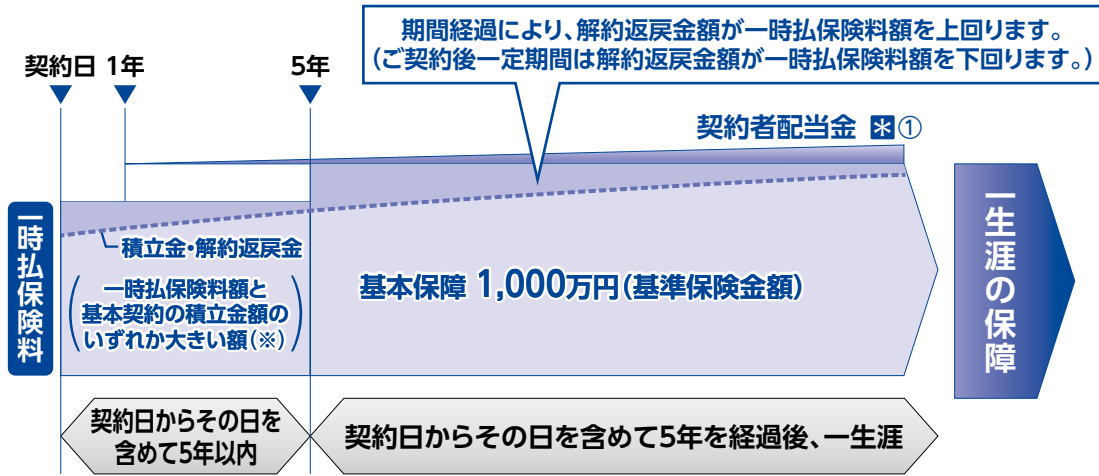 期間経過により、解約返戻金額が一時払保険料額を上回ります。
(ご契約後一定期間は解約返戻金額が一時払保険料額を下回ります。)
契約日 1年
5年
契約者配当金 *①
一時払保険料
積立金・解約返戻金
一時払保険料額と
基本契約の積立金額の
いずれか大きい額(※)
基本保障 1,000万円(基準保険金額)
一生涯の保障
契約日からその日を
含めて5年以内
契約日からその日を含めて5年を経過後、一生涯